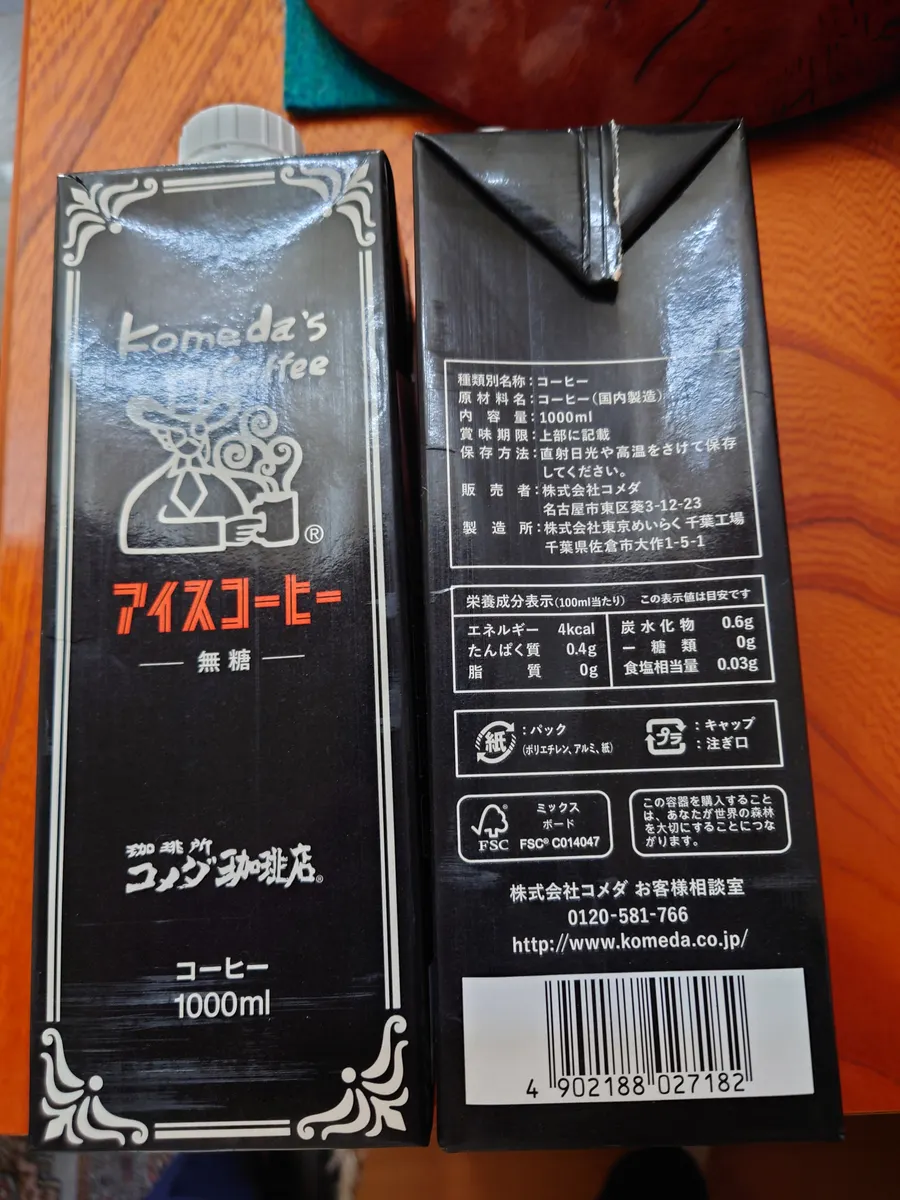 Komeda's
Coffee
®
アイスコーヒー
無糖
珈琲所
コメダ珈琲店®
コーヒー
1000ml
種類別名称：コーヒー
原材料名：コーヒー（国内製造）
内容量：1000ml
賞味期限：上部に記載
保存方法：直射日光や高温をさけて保存
してください。
販売者：株式会社コメダ
名古屋市東区葵3-12-23
製造所：株式会社東京めいらく 千葉工場
千葉県佐倉市大作1-5-1
栄養成分表示（100ml当たり） この表示値は目安です
エネルギー 4kcal
たんぱく質 0.4g
脂質 0g
炭水化物 0.6g
ー糖類 0g
食塩相当量 0.03g
紙：パック
（ポリエチレン、アルミ、紙）
プラ：キャップ
：注ぎ口
FSC®
ミックス
ボード
FSC® C014047
この容器を購入すること
は、あなたが世界の森林
を大切にすることにつな
がります。
株式会社コメダ お客様相談室
0120-581-766
http://www.komeda.co.jp/
4 902188 027182